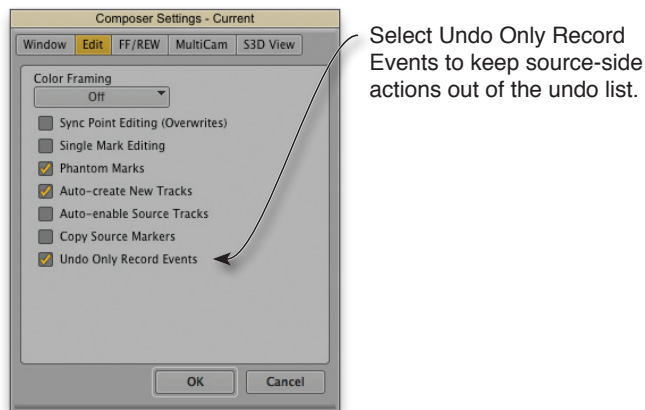 Composer Settings - Current
Window Edit FF/REW MultiCam S3D View
Color Framing
Off
Sync Point Editing (Overwrites)
Single Mark Editing
Phantom Marks
Auto-create New Tracks
Auto-enable Source Tracks
Copy Source Markers
Undo Only Record Events
OK Cancel
Select Undo Only Record
Events to keep source-side
actions out of the undo list.